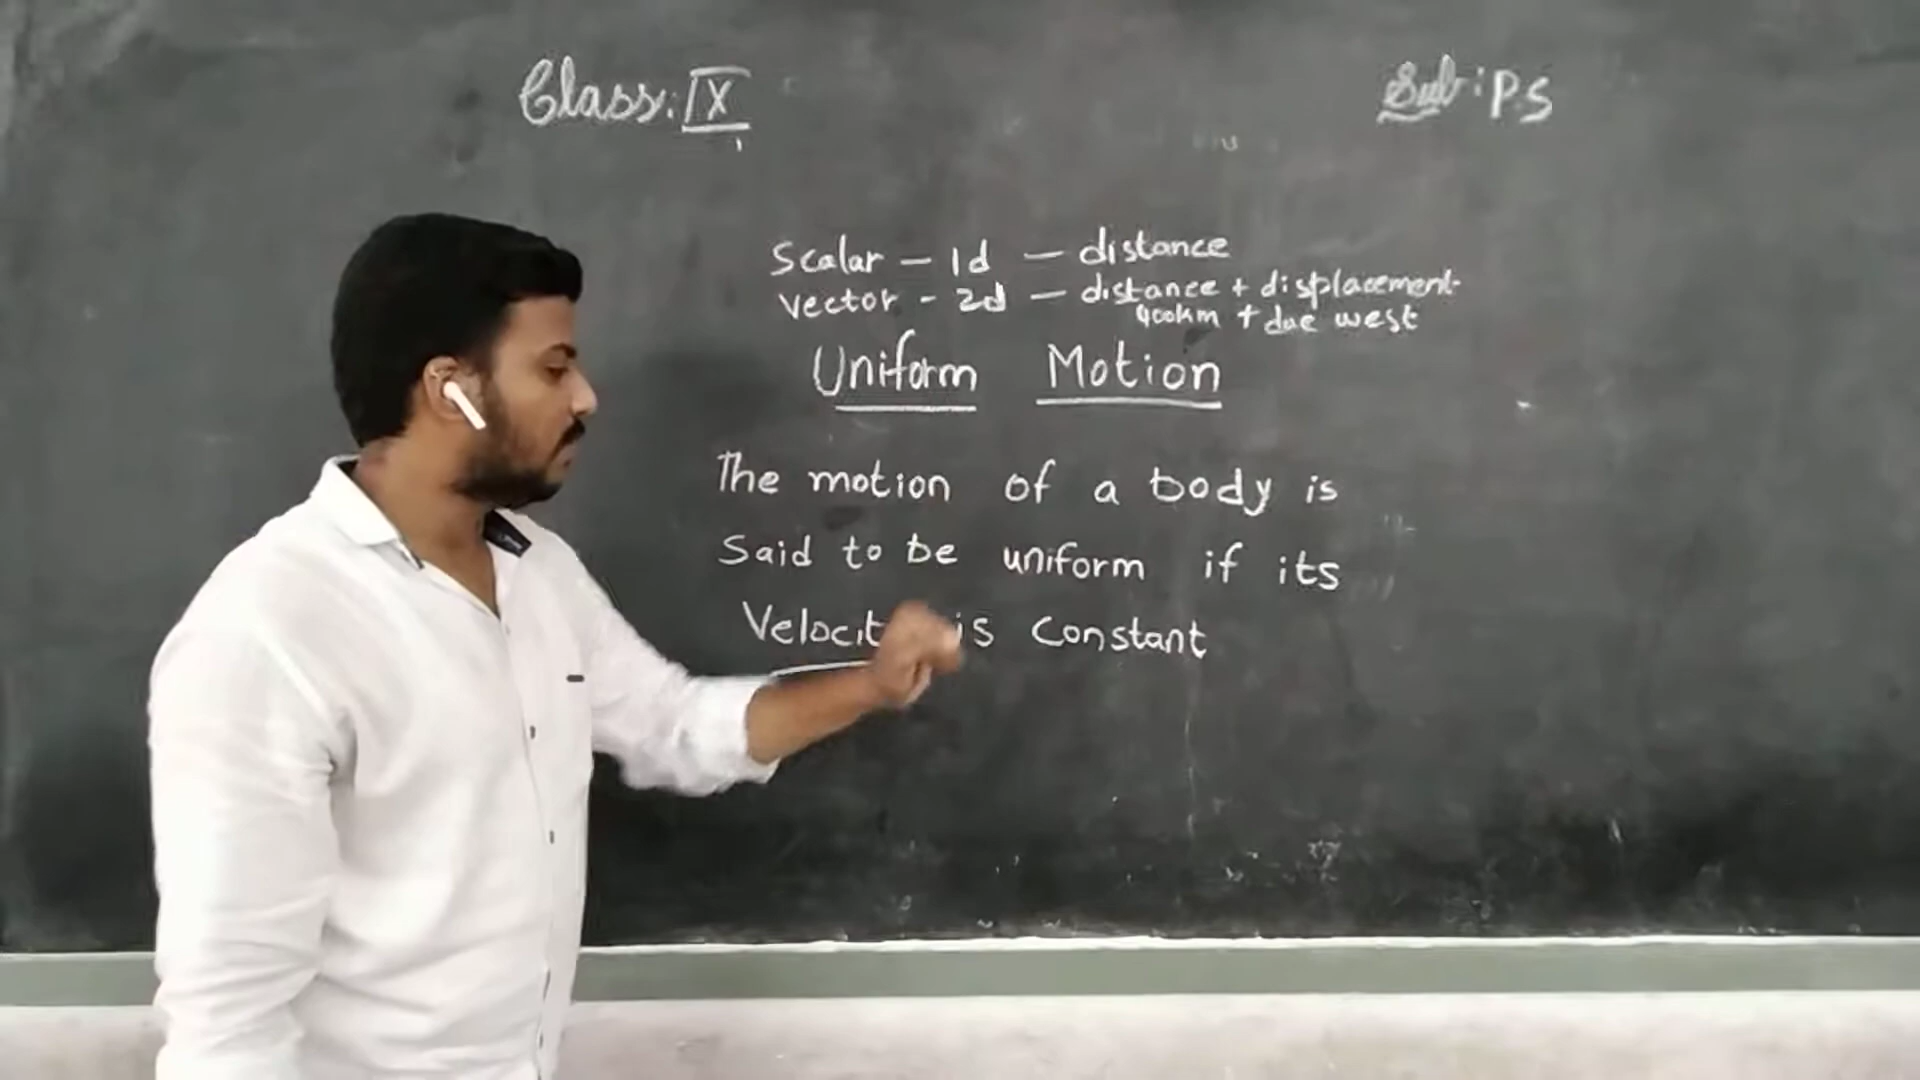 Class: IX
Sub: P.S
Scalar – 1d – distance
Vector - 2d – distance + displacement
400km + due west
Uniform Motion
The motion of a body is
Said to be uniform if its
Velocit is Constant